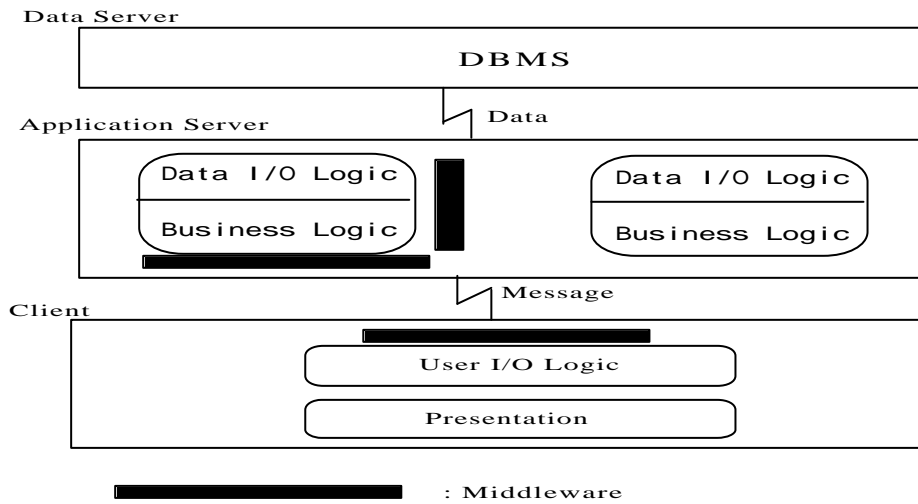 Data Server
DBMS
Data
Application Server
Data I/O Logic
Business Logic
Data I/O Logic
Business Logic
Message
Client
User I/O Logic
Presentation
: Middleware